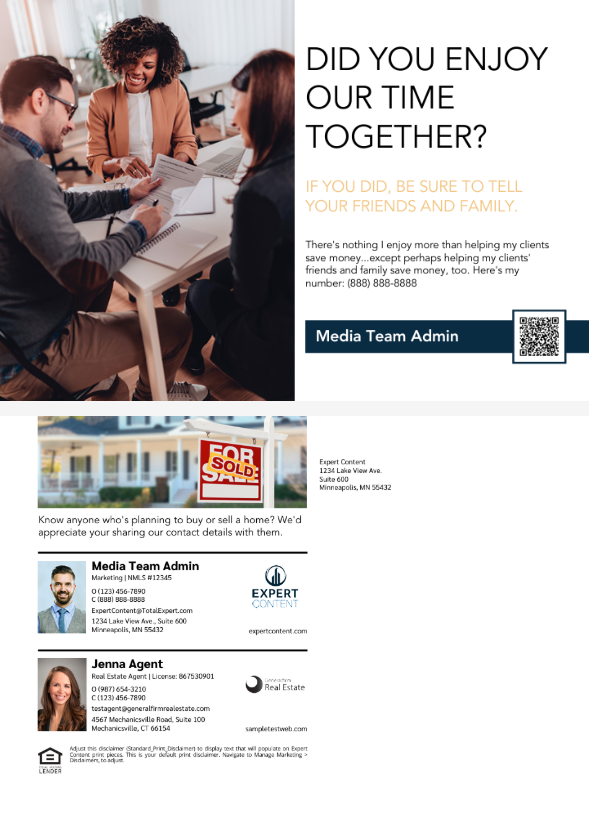 DID YOU ENJOY
OUR TIME
TOGETHER?
IF YOU DID, BE SURE TO TELL
YOUR FRIENDS AND FAMILY.
There's nothing I enjoy more than helping my clients
save money...except perhaps helping my clients'
friends and family save money, too. Here's my
number: (888) 888-8888
Media Team Admin
FOR
SALE
SOLD
Expert Content
1234 Lake View Ave.
Suite 600
Minneapolis, MN 55432
Know anyone who's planning to buy or sell a home? We'd
appreciate your sharing our contact details with them.
Media Team Admin
Marketing | NMLS #12345
O (123) 456-7890
C (888) 888-8888
ExpertContent@TotalExpert.com
1234 Lake View Ave., Suite 600
Minneapolis, MN 55432
EXPERT
CONTENT
expertcontent.com
Jenna Agent
Real Estate Agent | License: 867530901
O (987) 654-3210
C (123) 456-7890
testagent@generalfirmrealestate.com
4567 Mechanicsville Road, Suite 100
Mechanicsville, CT 66154
General Firm
Real Estate
sampletestweb.com
Adjust this disclaimer (Standard_Print_Disclaimer) to display text that will populate on Expert
Content print pieces. This is your default print disclaimer. Navigate to Manage Marketing >
Disclaimers, to adjust.
LENDER